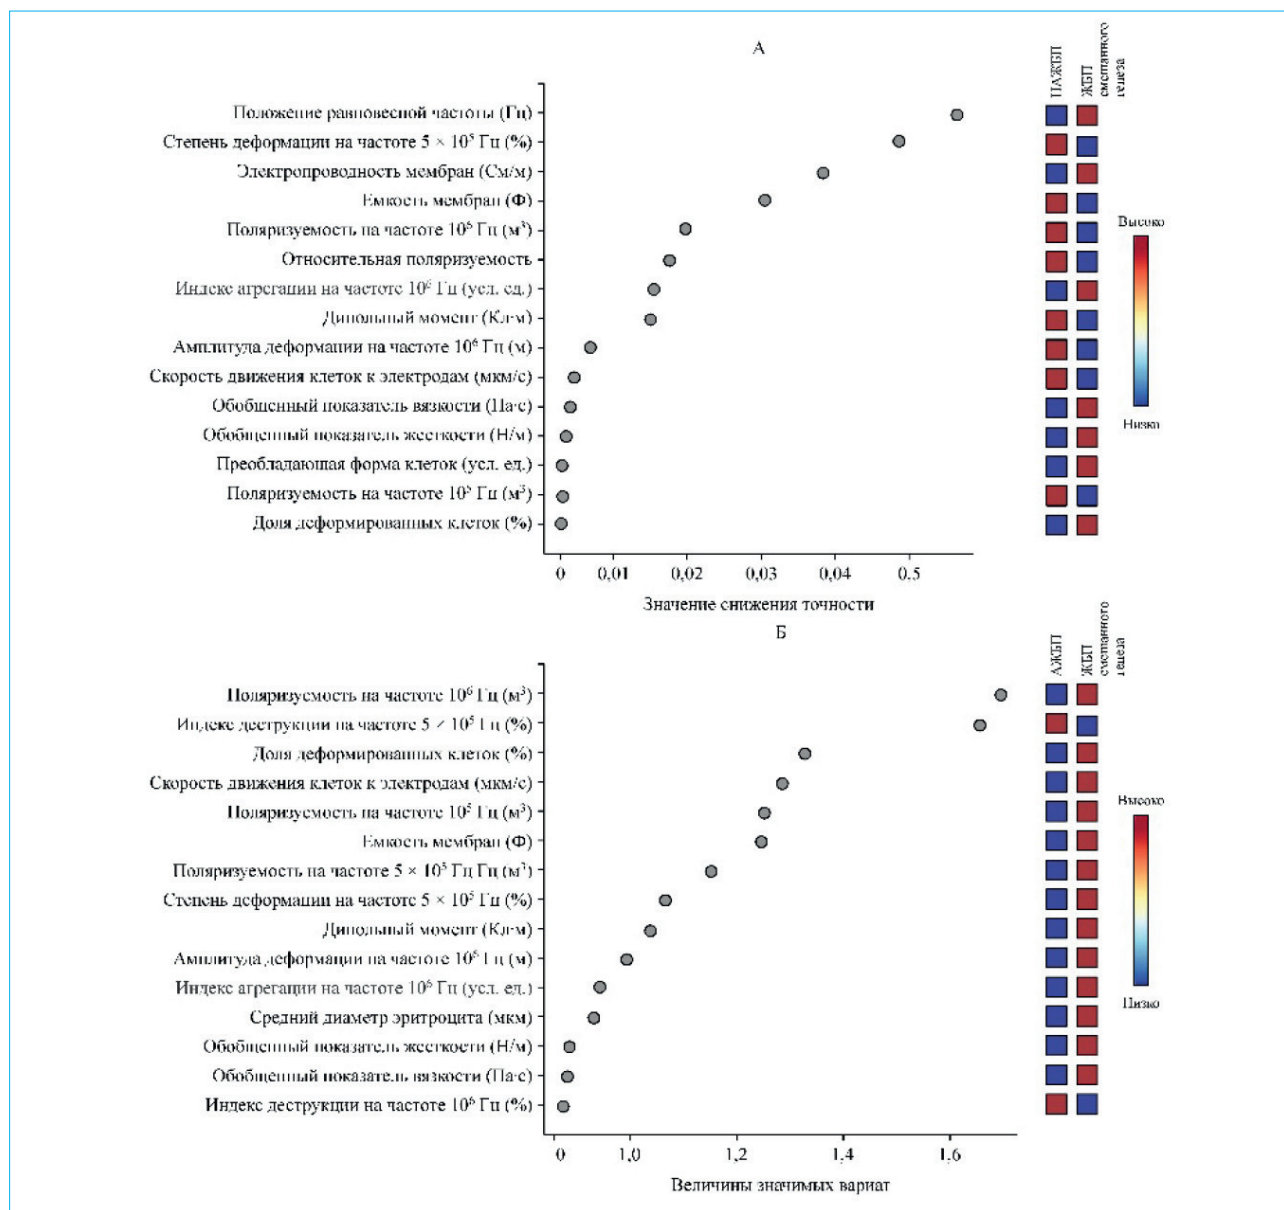 А
НАЖБП
ЖБП
смешанного
генеза
Положение равновесной частоты (Гц)
Степень деформации на частоте 5 × 10⁵ Гц (%)
Электропроводность мембран (См/м)
Емкость мембран (Ф)
Поляризуемость на частоте 10⁶ Гц (м³)
Относительная поляризуемость
Индекс агрегации на частоте 10⁶ Гц (усл. ед.)
Дипольный момент (Кл·м)
Амплитуда деформации на частоте 10⁶ Гц (м)
Скорость движения клеток к электродам (мкм/с)
Обобщенный показатель вязкости (Па·с)
Обобщенный показатель жесткости (Н/м)
Преобладающая форма клеток (усл. ед.)
Поляризуемость на частоте 10⁵ Гц (м³)
Доля деформированных клеток (%)
Высоко
Низко
0 0,01 0,02 0,03 0,04 0,5
Значение снижения точности
Б
АЖБП
ЖБП
смешанного
генеза
Поляризуемость на частоте 10⁶ Гц (м³)
Индекс деструкции на частоте 5 × 10⁵ Гц (%)
Доля деформированных клеток (%)
Скорость движения клеток к электродам (мкм/с)
Поляризуемость на частоте 10⁵ Гц (м³)
Емкость мембран (Ф)
Поляризуемость на частоте 5 × 10⁵ Гц Гц (м³)
Степень деформации на частоте 5 × 10⁵ Гц (%)
Дипольный момент (Кл·м)
Амплитуда деформации на частоте 10⁶ Гц (м)
Индекс агрегации на частоте 10⁶ Гц (усл. ед.)
Средний диаметр эритроцита (мкм)
Обобщенный показатель жесткости (Н/м)
Обобщенный показатель вязкости (Па·с)
Индекс деструкции на частоте 10⁶ Гц (%)
Высоко
Низко
0 1,0 1,2 1,4 1,6
Величины значимых вариат